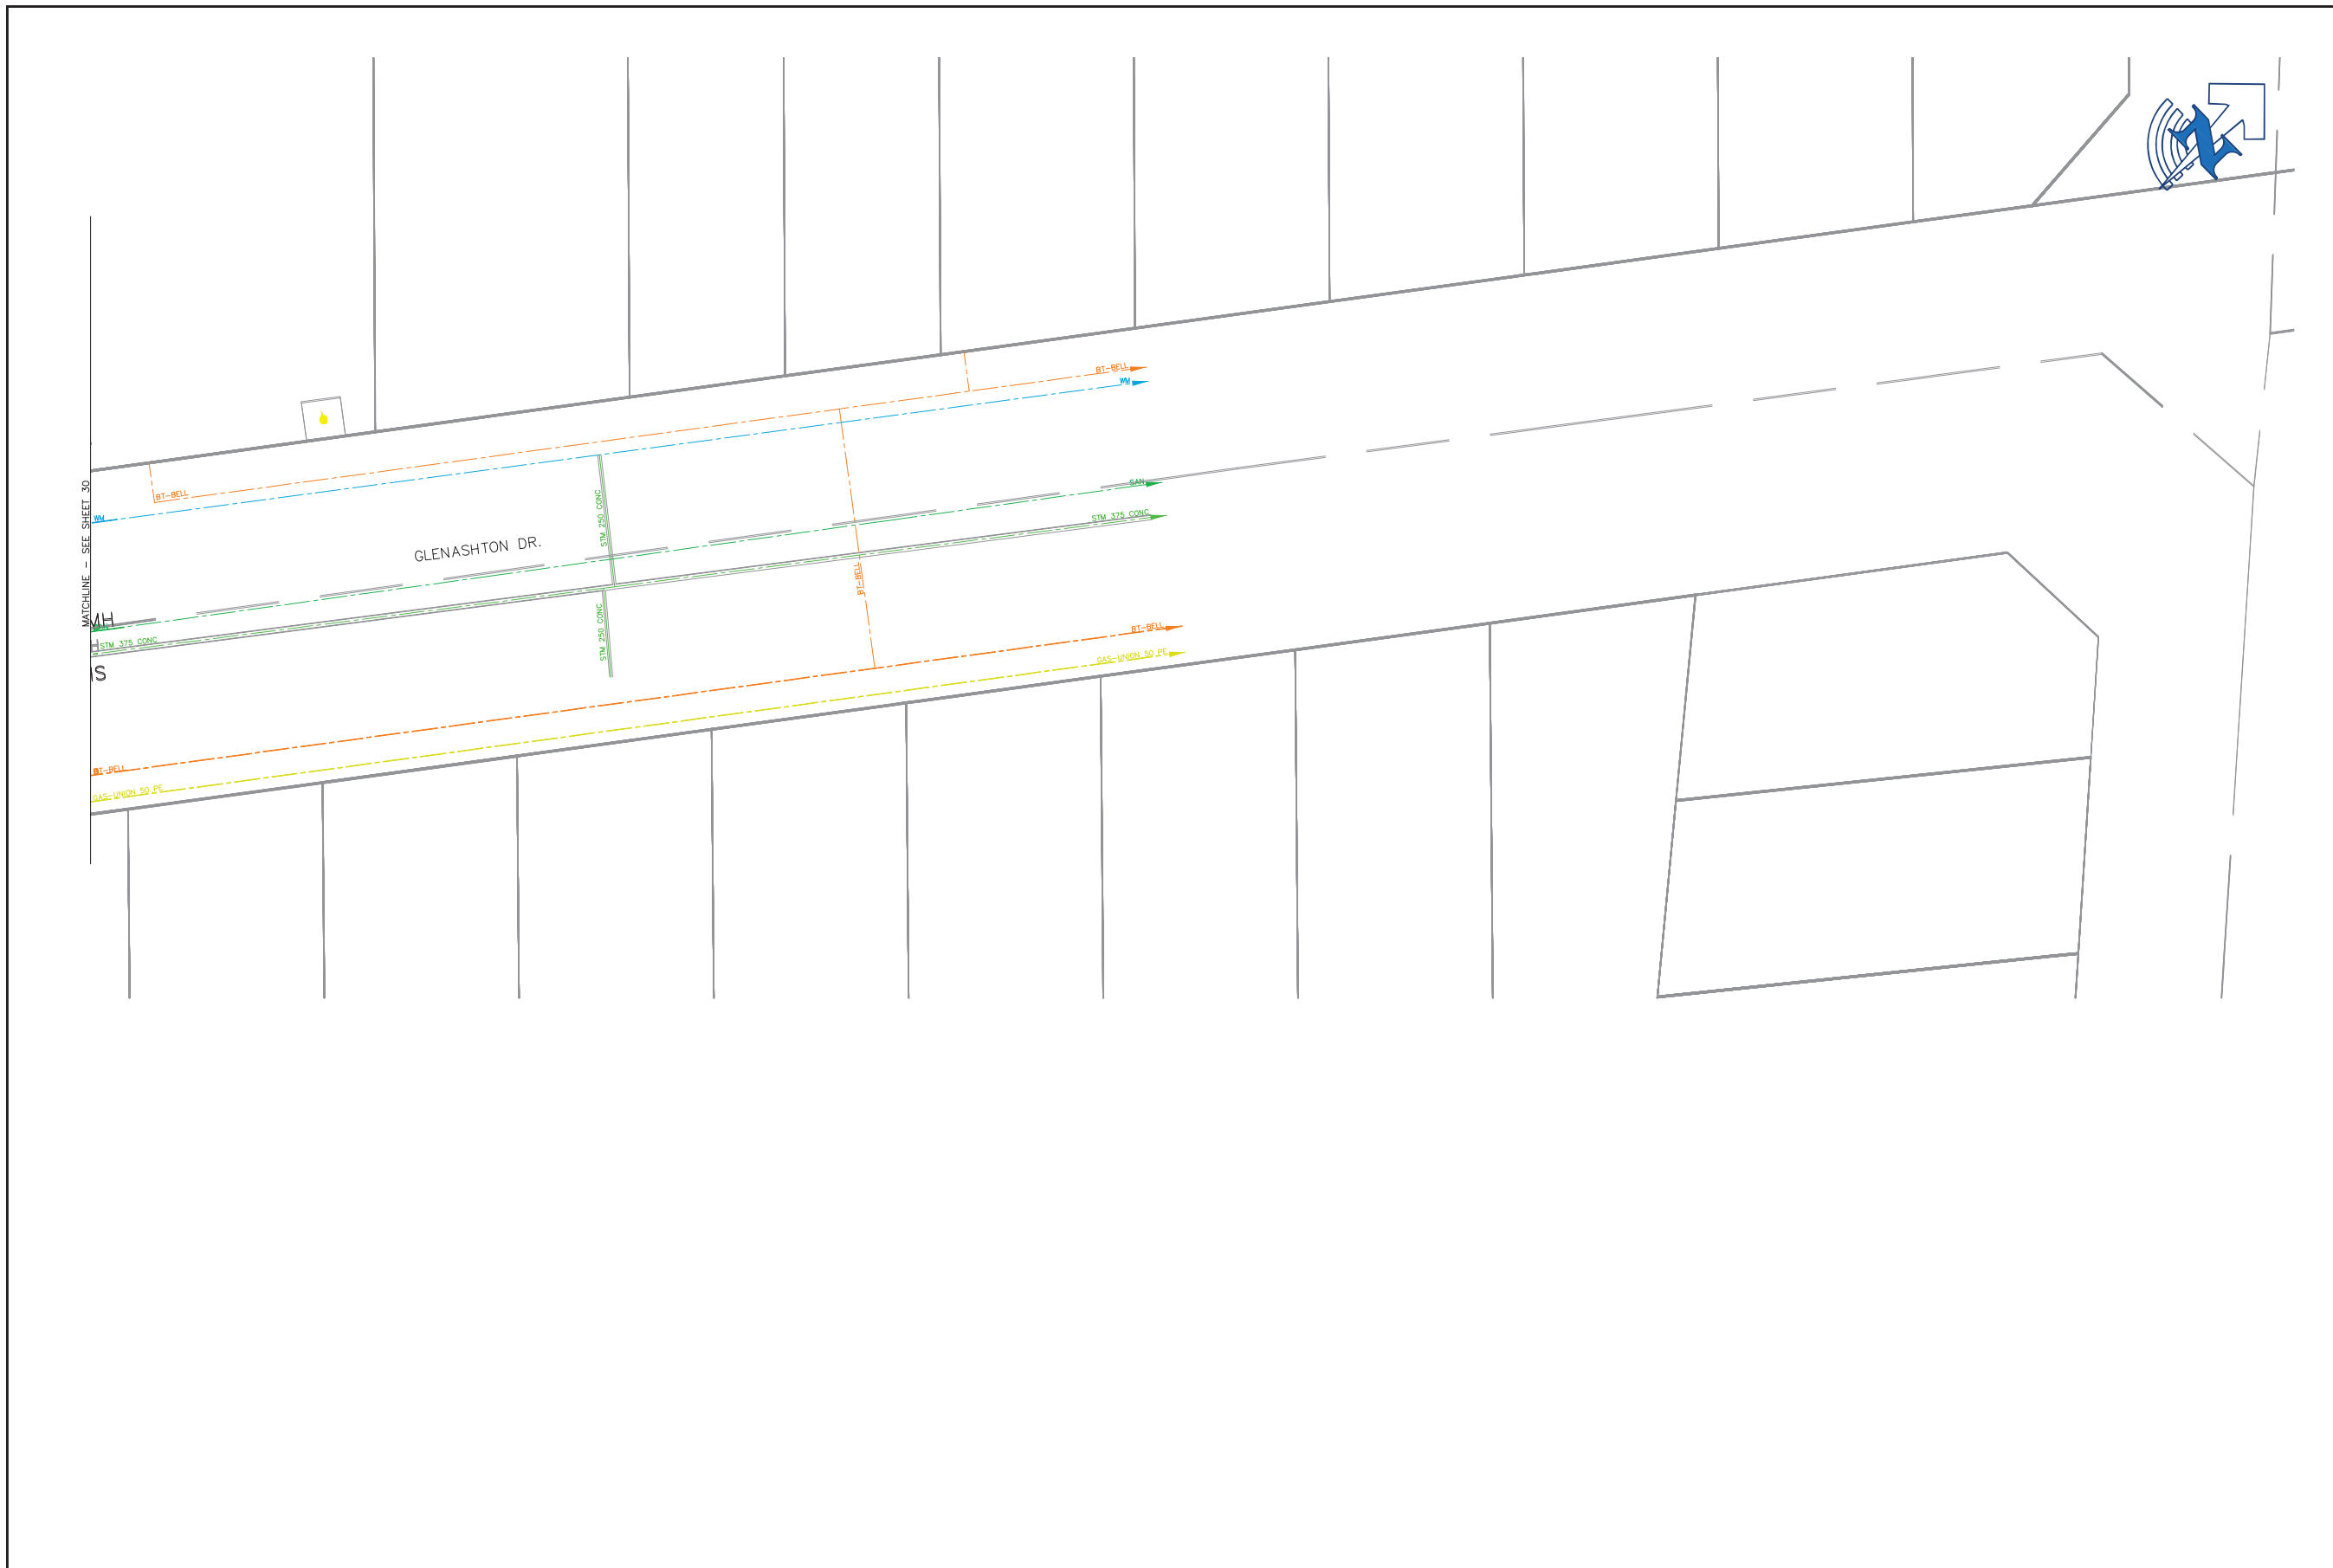 BT-BELL
WM
BT-BELL
WM
SAN
STM 250 CONC
STM 375 CONC
GLENASHTON DR.
MATCHLINE - SEE SHEET 30
BT-BELL
MH
STM 375 CONC
STM 250 CONC
BT-BELL
GAS-UNION 50 PE
BT-BELL
GAS-UNION 50 PE